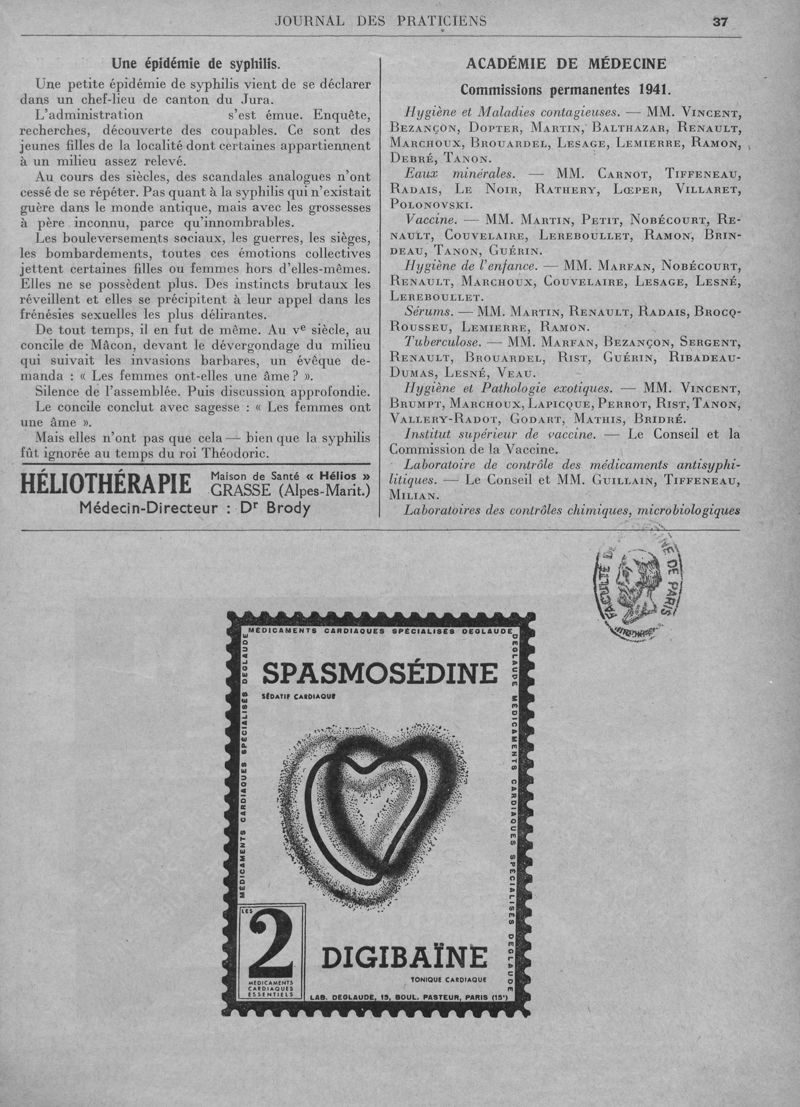 JOURNAL DES PRATICIENS 37
Une épidémie de syphilis.
Une petite épidémie de syphilis vient de se déclarer
dans un chef-lieu de canton du Jura.
L'administration s'est émue. Enquête,
recherches, découverte des coupables. Ce sont des
jeunes filles de la localité dont certaines appartiennent
à un milieu assez relevé.
Au cours des siècles, des scandales analogues n'ont
cessé de se répéter. Pas quant à la syphilis qui n'existait
guère dans le monde antique, mais avec les grossesses
à père inconnu, parce qu'innombrables.
Les bouleversements sociaux, les guerres, les sièges,
les bombardements, toutes ces émotions collectives
jettent certaines filles ou femmes hors d'elles-mêmes.
Elles ne se possèdent plus. Des instincts brutaux les
réveillent et elles se précipitent à leur appel dans les
frénésies sexuelles les plus délirantes.
De tout temps, il en fut de même. Au ve siècle, au
concile de Mâcon, devant le dévergondage du milieu
qui suivait les invasions barbares, un évêque de-
manda : « Les femmes ont-elles une âme ? ».
Silence de l'assemblée. Puis discussion approfondie.
Le concile conclut avec sagesse : « Les femmes ont
une âme ».
Mais elles n'ont pas que cela — bien que la syphilis
fût ignorée au temps du roi Théodoric.
HÉLIOTHÉRAPIE Maison de Santé « Hélios »
GRASSE (Alpes-Marit.)
Médecin-Directeur : Dr Brody
ACADÉMIE DE MÉDECINE
Commissions permanentes 1941.
Hygiène et Maladies contagieuses. — MM. VINCENT,
BEZANÇON, DOPTER, MARTIN, BALTHAZAR, RENAULT,
MARCHOUX, BROUARDEL, LESAGE, LEMIERRE, RAMON,
DEBRÉ, TANON.
Eaux minérales. — MM. CARNOT, TIFFENEAU,
RADAIS, LE NOIR, RATHERY, LŒPER, VILLARET,
POLONOVSKI.
Vaccine. — MM. MARTIN, PETIT, NOBÉCOURT, RE-
NAULT, COUVELAIRE, LEREBOULLET, RAMON, BRIN-
DEAU, TANON, GUÉRIN.
Hygiène de l'enfance. — MM. MARFAN, NOBÉCOURT,
RENAULT, MARCHOUX, COUVELAIRE, LESAGE, LESNÉ,
LEREBOULLET.
Sérums. — MM. MARTIN, RENAULT, RADAIS, BROCQ-
ROUSSEU, LEMIERRE, RAMON.
Tuberculose. — MM. MARFAN, BEZANÇON, SERGENT,
RENAULT, BROUARDEL, RIST, GUÉRIN, RIBADEAU-
DUMAS, LESNÉ, VEAU.
Hygiène et Pathologie exotiques. — MM. VINCENT,
BRUMPT, MARCHOUX, LAPICQUE, PERROT, RIST, TANON,
VALLERY-RADOT, GODART, MATHIS, BRIDRÉ.
Institut supérieur de vaccine. — Le Conseil et la
Commission de la Vaccine.
Laboratoire de contrôle des médicaments antisyphi-
litiques. — Le Conseil et MM. GUILLAIN, TIFFENEAU,
MILIAN.
Laboratoires des contrôles chimiques, microbiologiques
FACULTÉ DE PARIS
MÉDICAMENTS CARDIAQUES SPÉCIALISÉS DEGLAUDE
MÉDICAMENTS CARDIAQUES SPÉCIALISÉS DEGLAUDE
DEGLAUDE MEDICAMENTS CARDIAQUES SPECIALISES DEGLAUDE
SPASMOSÉDINE
SÉDATIF CARDIAQUE
LES
2
MÉDICAMENTS
CARDIAQUES
ESSENTIELS
DIGIBAÏNE
TONIQUE CARDIAQUE
LAB. DEGLAUDE, 15, BOUL. PASTEUR, PARIS (15e)